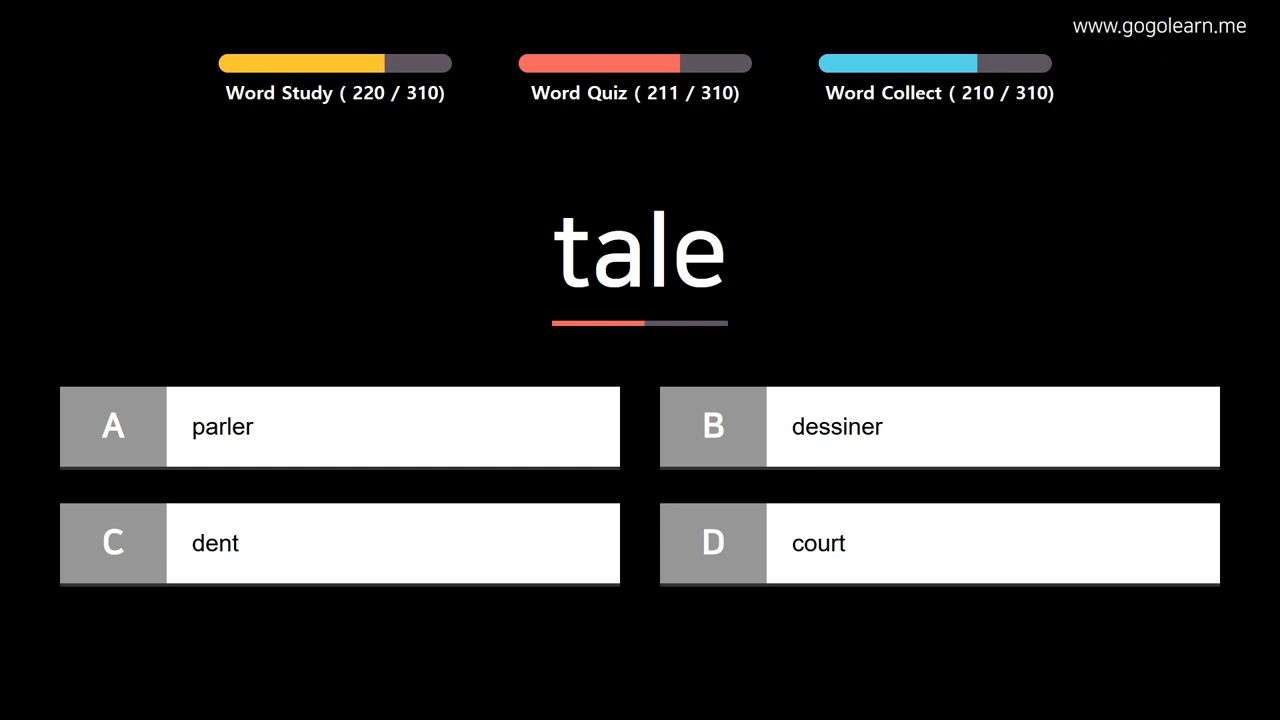 www.gogolearn.me
Word Study ( 220 / 310)
Word Quiz ( 211 / 310)
Word Collect ( 210 / 310)
tale
A parler
B dessiner
C dent
D court